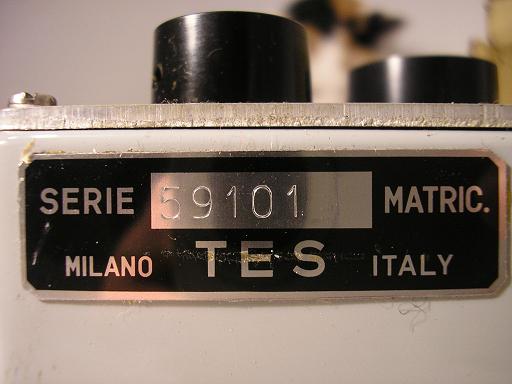 SERIE 59101 MATRIC.
MILANO TES ITALY